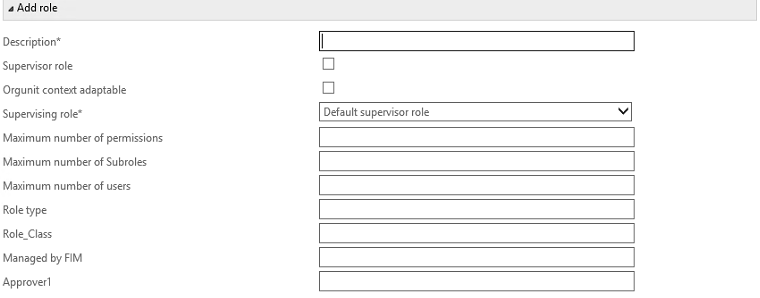 Add role
Description*
Supervisor role
Orgunit context adaptable
Supervising role* Default supervisor role
Maximum number of permissions
Maximum number of Subroles
Maximum number of users
Role type
Role_Class
Managed by FIM
Approver1